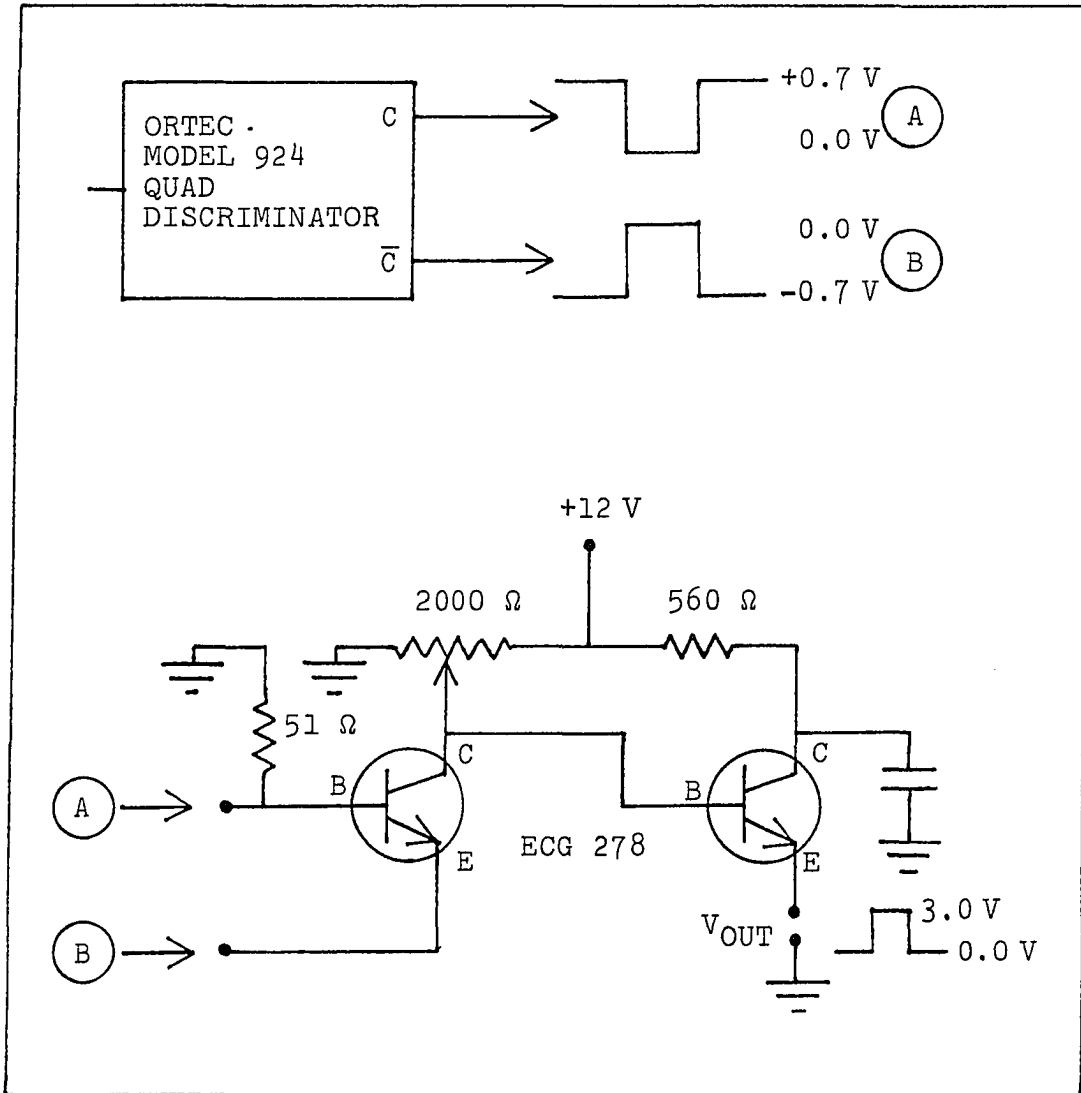 ORTEC.
MODEL 924
QUAD
DISCRIMINATOR
C
C̅
+0.7 V
0.0 V
A
0.0 V
-0.7 V
B
+12 V
2000 Ω
560 Ω
51 Ω
A
B
C
E
ECG 278
B
C
E
B
VOUT
3.0 V
0.0 V